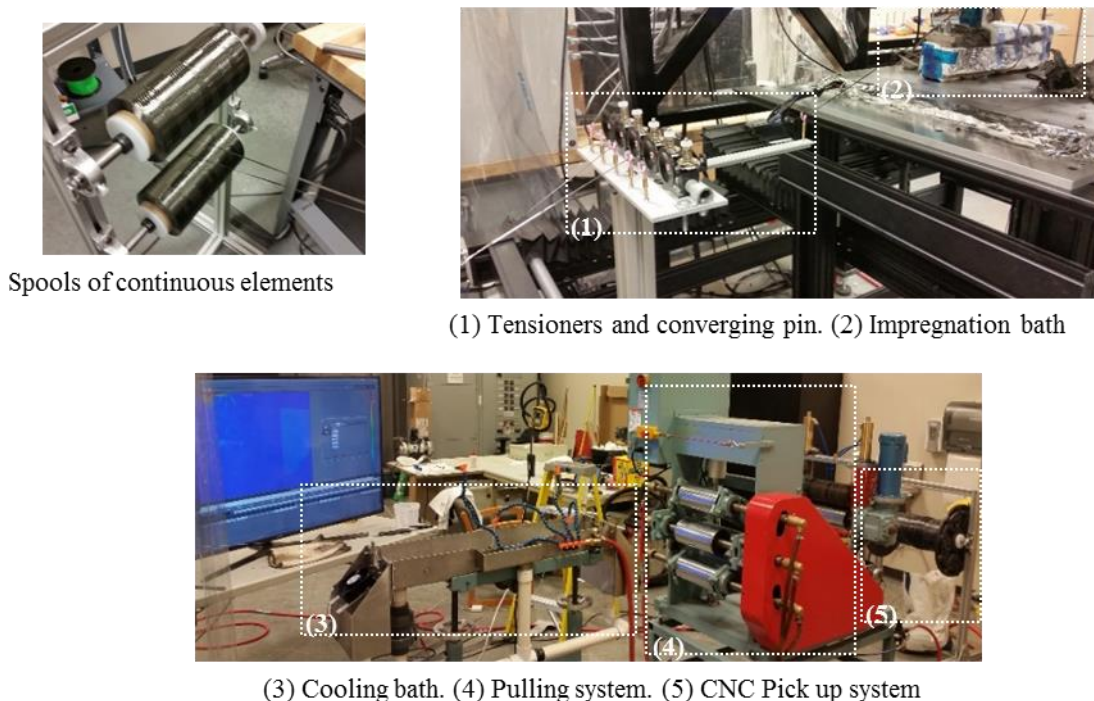 Spools of continuous elements
(1)
(2)
(1) Tensioners and converging pin. (2) Impregnation bath
(3)
(4)
(5)
(3) Cooling bath. (4) Pulling system. (5) CNC Pick up system